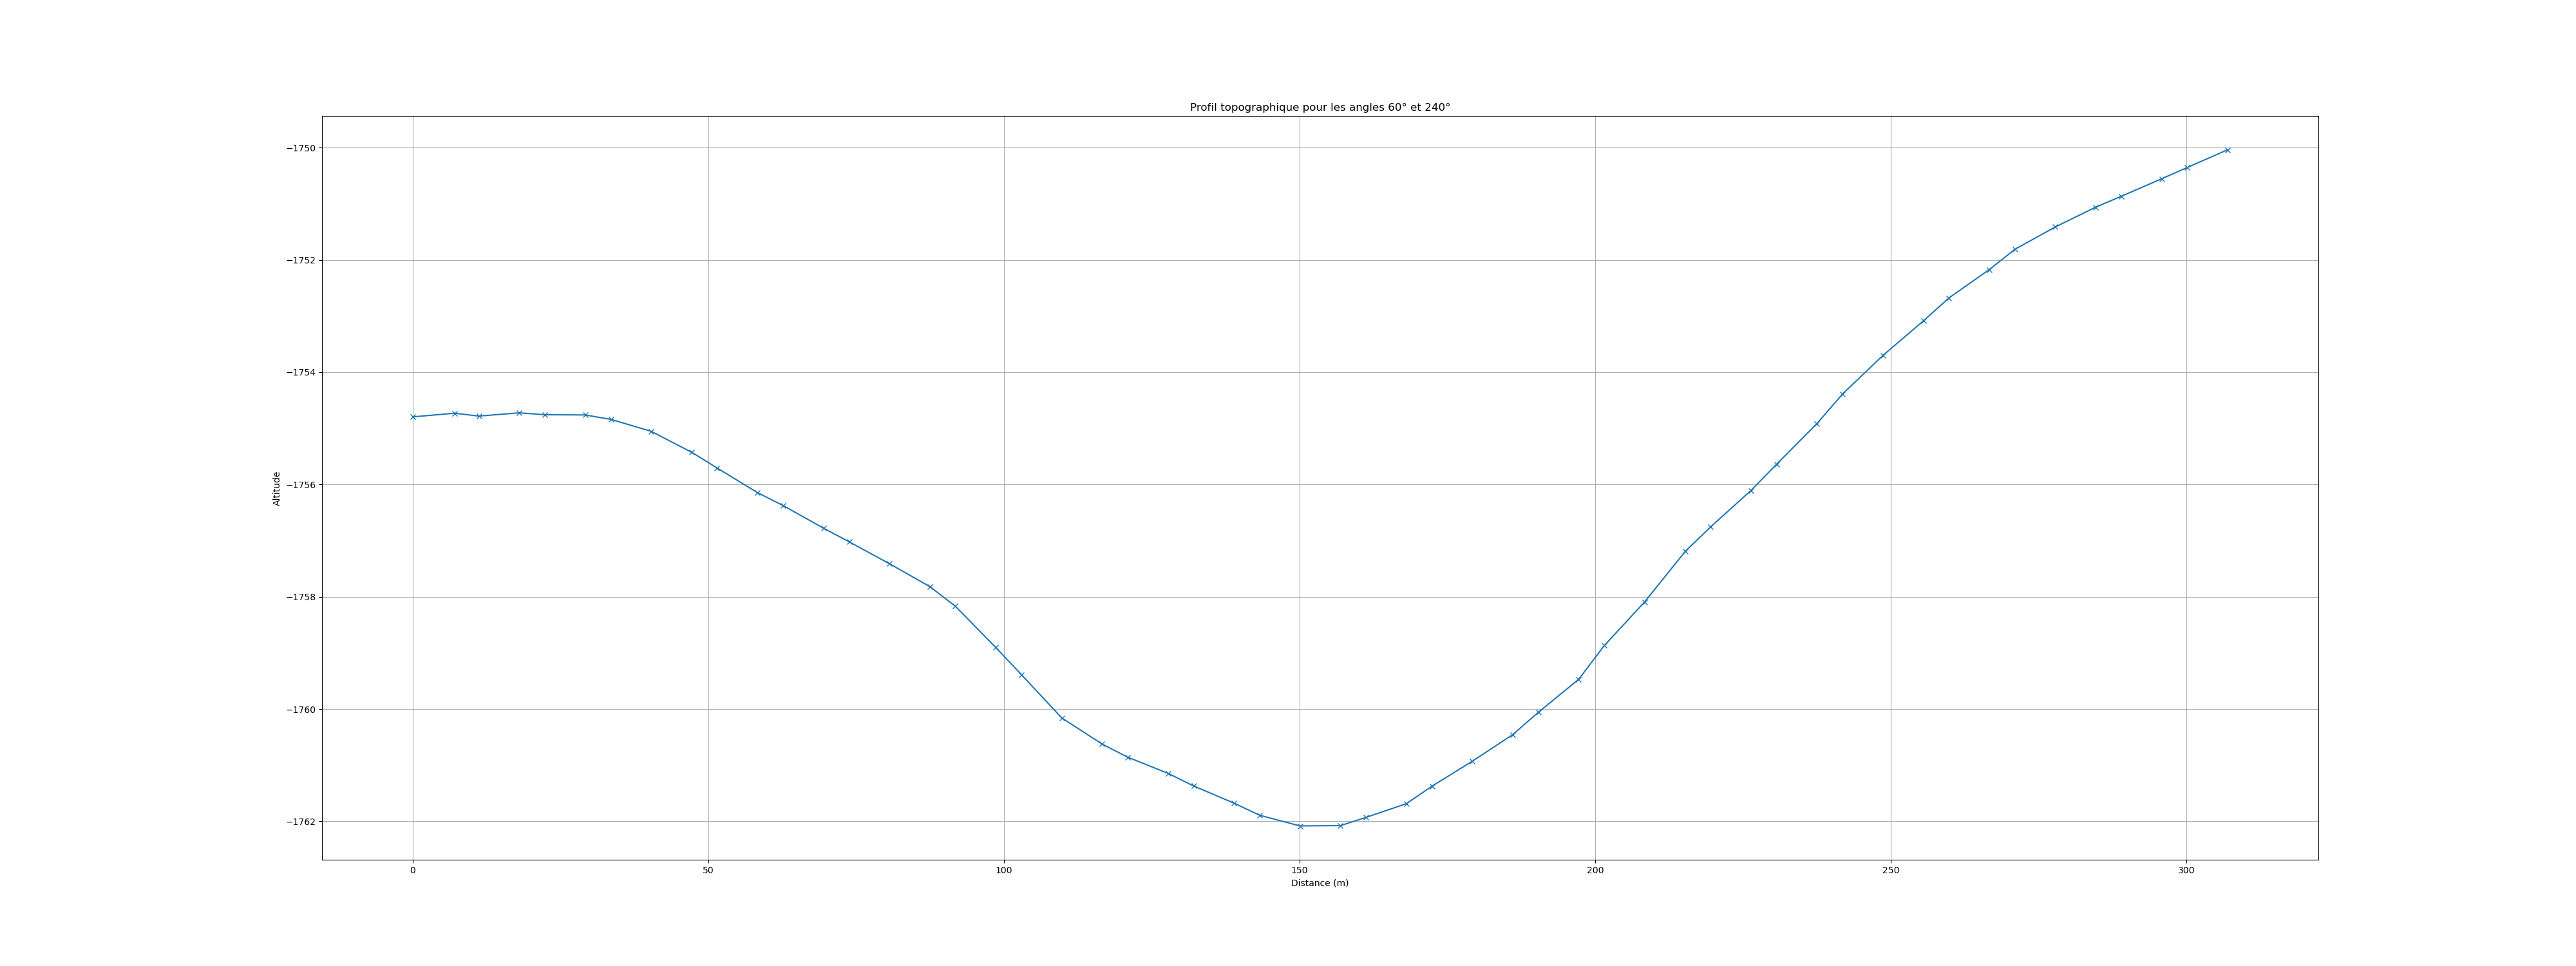 Profil topographique pour les angles 60° et 240°
−1750
−1752
−1754
−1756
−1758
−1760
−1762
Altitude
0 50 100 150 200 250 300
Distance (m)